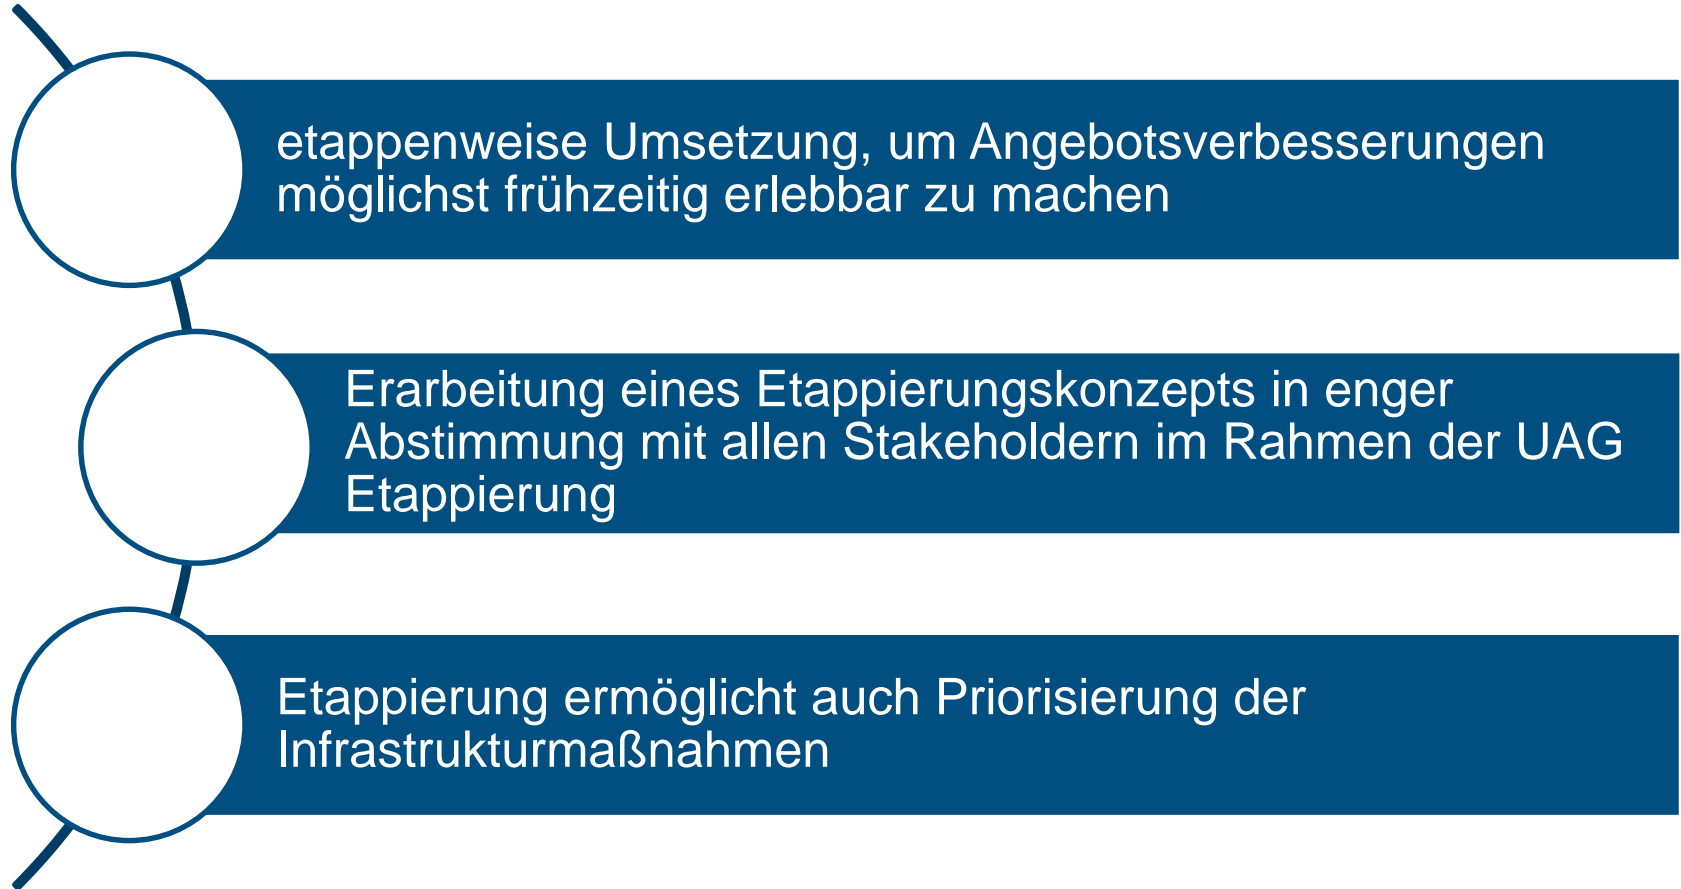 etappenweise Umsetzung, um Angebotsverbesserungen
möglichst frühzeitig erlebbar zu machen
Erarbeitung eines Etappierungskonzepts in enger
Abstimmung mit allen Stakeholdern im Rahmen der UAG
Etappierung
Etappierung ermöglicht auch Priorisierung der
Infrastrukturmaßnahmen